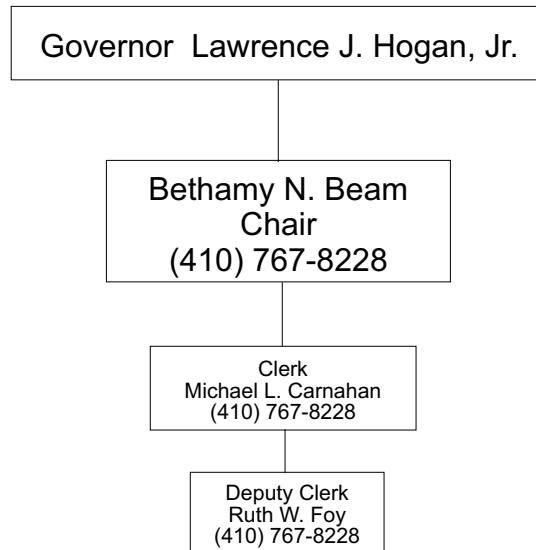 Governor Lawrence J. Hogan, Jr.
Bethamy N. Beam
Chair
(410) 767-8228
Clerk
Michael L. Carnahan
(410) 767-8228
Deputy Clerk
Ruth W. Foy
(410) 767-8228